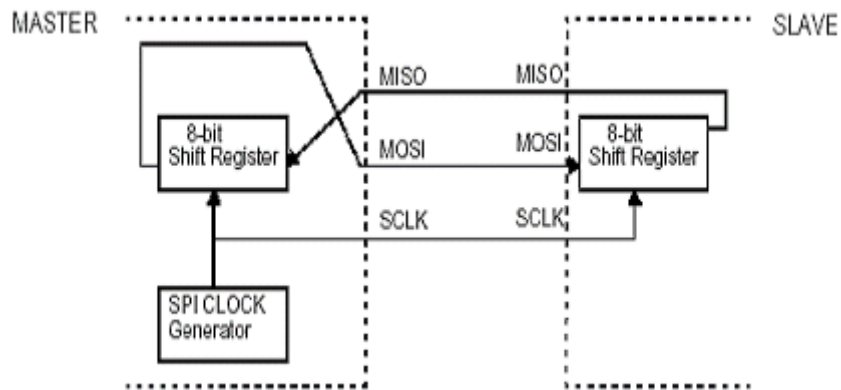 MASTER
SLAVE
MISO
MISO
8-bit
Shift Register
MOSI
MOSI
8-bit
Shift Register
SCLK
SCLK
SPI CLOCK
Generator